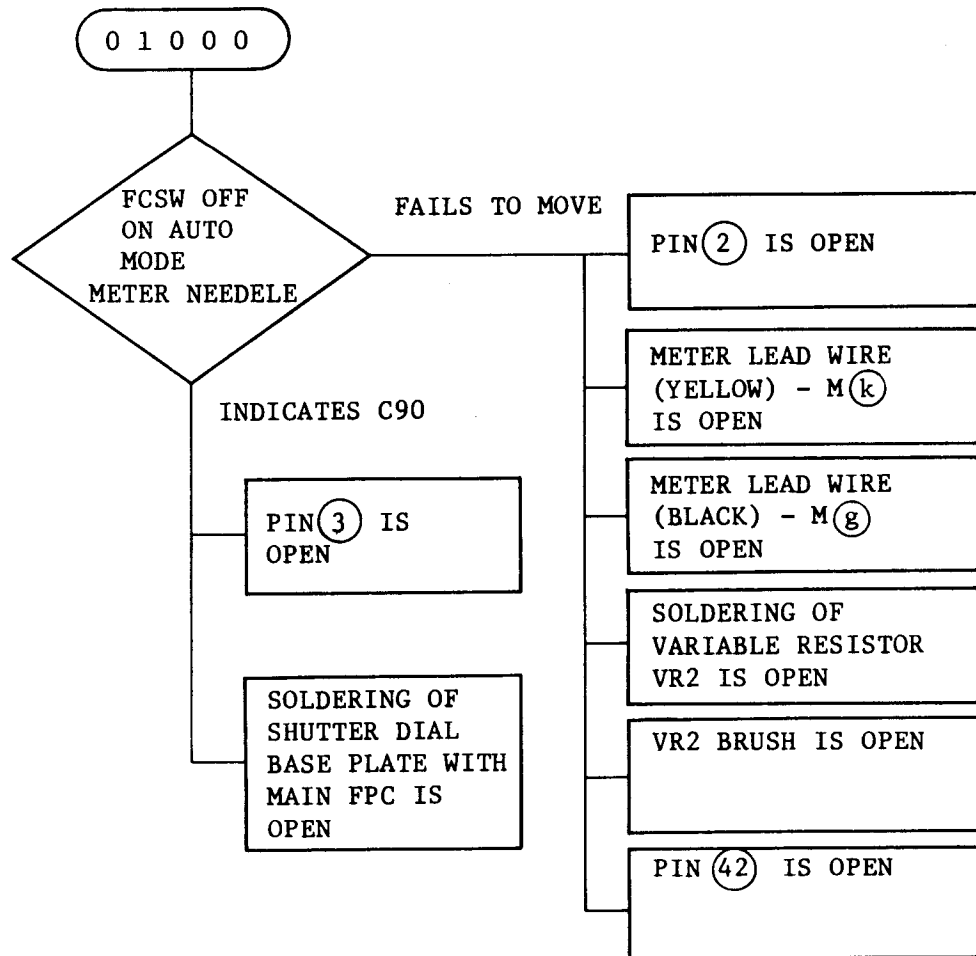 0 1 0 0 0
FCSW OFF
ON AUTO
MODE
METER NEEDELE
FAILS TO MOVE
PIN 2 IS OPEN
METER LEAD WIRE
(YELLOW) - M k
IS OPEN
METER LEAD WIRE
(BLACK) - M g
IS OPEN
SOLDERING OF
VARIABLE RESISTOR
VR2 IS OPEN
VR2 BRUSH IS OPEN
PIN 42 IS OPEN
INDICATES C90
PIN 3 IS
OPEN
SOLDERING OF
SHUTTER DIAL
BASE PLATE WITH
MAIN FPC IS
OPEN